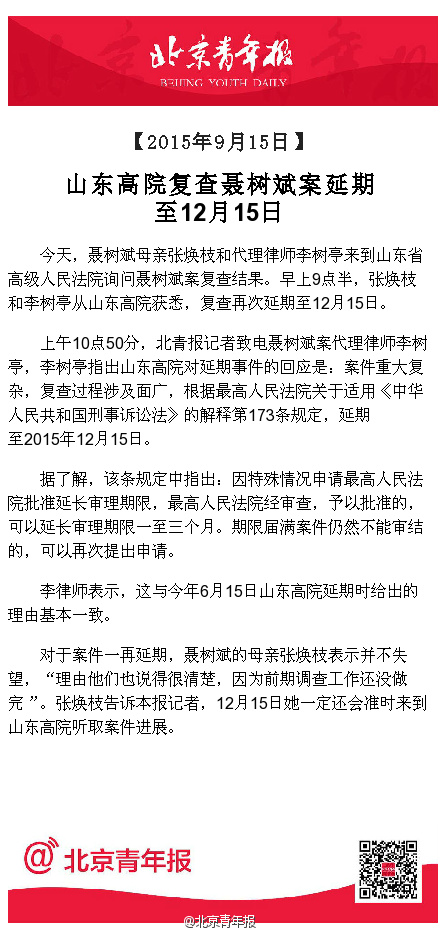 北京青年报
BEIJING YOUTH DAILY
【2015年9月15日】
山东高院复查聂树斌案延期
至12月15日
今天，聂树斌母亲张焕枝和代理律师李树亭来到山东省
高级人民法院询问聂树斌案复查结果。早上9点半，张焕枝
和李树亭从山东高院获悉，复查再次延期至12月15日。
上午10点50分，北青报记者致电聂树斌案代理律师李树
亭，李树亭指出山东高院对延期事件的回应是：案件重大复
杂，复查过程涉及面广，根据最高人民法院关于适用《中华
人民共和国刑事诉讼法》的解释第173条规定，延期
至2015年12月15日。
据了解，该条规定中指出：因特殊情况申请最高人民法
院批准延长审理期限，最高人民法院经审查，予以批准的，
可以延长审理期限一至三个月。期限届满案件仍然不能审结
的，可以再次提出申请。
李律师表示，这与今年6月15日山东高院延期时给出的
理由基本一致。
对于案件一再延期，聂树斌的母亲张焕枝表示并不失
望，“理由他们也说得很清楚，因为前期调查工作还没做
完 ”。张焕枝告诉本报记者，12月15日她一定还会准时来到
山东高院听取案件进展。
@北京青年报
@北京青年报